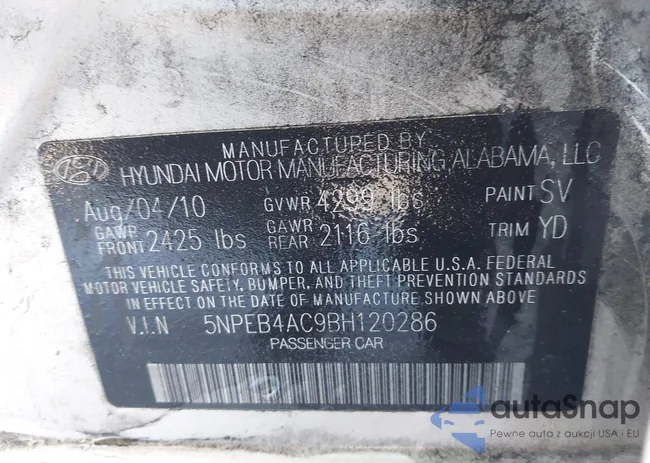 MANUFACTURED BY
HYUNDAI MOTOR MANUFACTURING, ALABAMA, LLC
Aug/04/10 GVWR 4299 lbs PAINT SV
GAWR FRONT 2425 lbs GAWR REAR 2116 lbs TRIM YD
THIS VEHICLE CONFORMS TO ALL APPLICABLE U.S.A. FEDERAL
MOTOR VEHICLE SAFETY, BUMPER, AND THEFT PREVENTION STANDARDS
IN EFFECT ON THE DATE OF MANUFACTURE SHOWN ABOVE.
V.I.N 5NPEB4AC9BH120286
PASSENGER CAR
autaSnap
Pewne auta z aukcji USA i EU